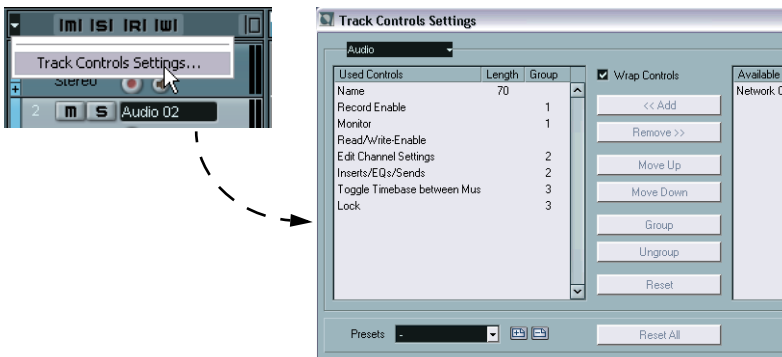 |m| |S| |R| |W|
Track Controls Settings...
Stereo
2 m S Audio 02
Track Controls Settings
Audio
Used Controls Length Group
Name 70
Record Enable 1
Monitor 1
Read/Write-Enable
Edit Channel Settings 2
Inserts/EQs/Sends 2
Toggle Timebase between Mus 3
Lock 3
Wrap Controls
<< Add
Remove >>
Move Up
Move Down
Group
Ungroup
Reset
Available
Network
Presets -
Reset All